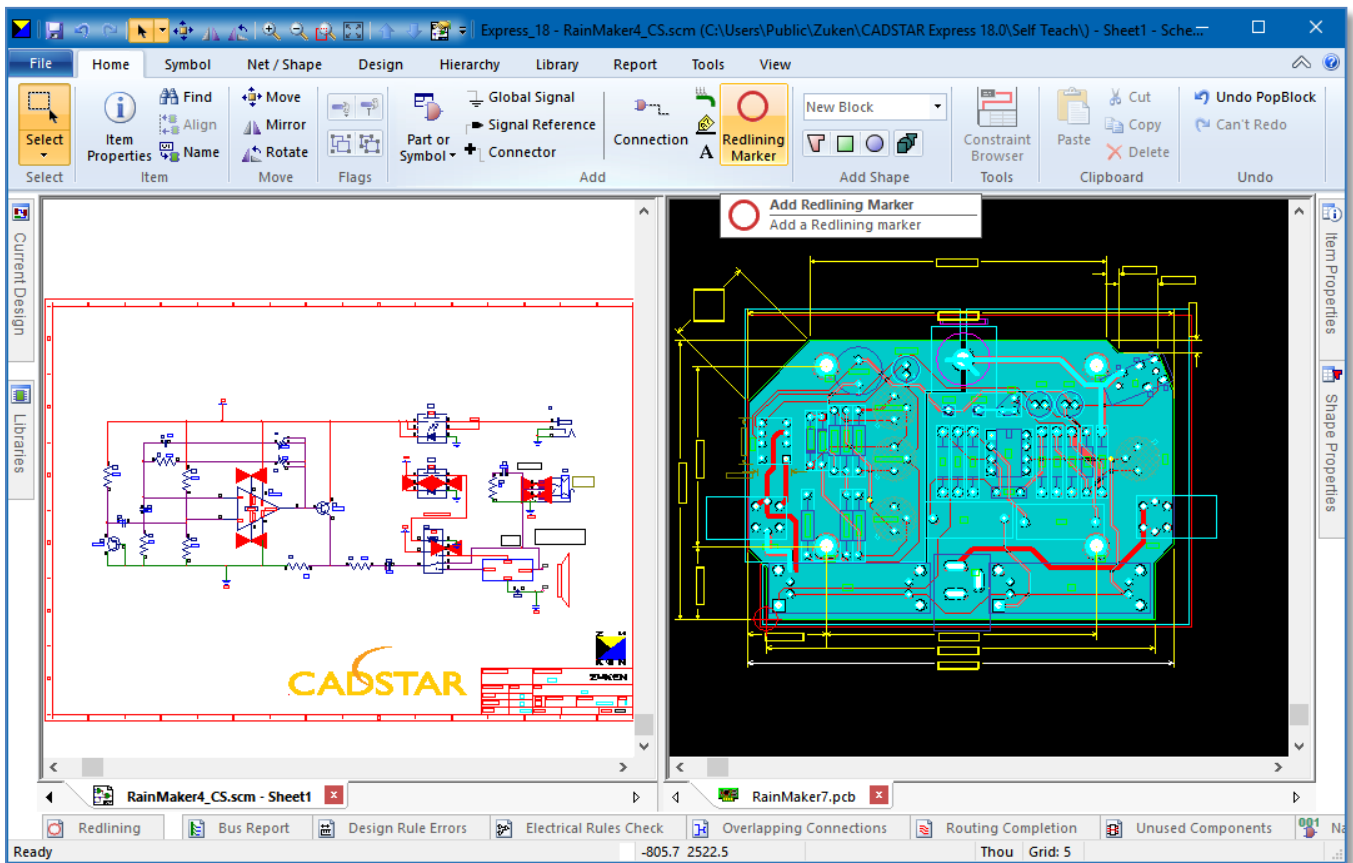 Express_18 - RainMaker4_CS.scm (C:\Users\Public\Zuken\CADSTAR Express 18.0\Self Teach\) - Sheet1 - Sche...
File Home Symbol Net / Shape Design Hierarchy Library Report Tools View
Select
Item Properties
Find
Align
Name
Move
Mirror
Rotate
Part or Symbol
Global Signal
Signal Reference
Connector
Connection
A
Redlining Marker
New Block
Constraint Browser
Paste
Cut
Copy
Delete
Undo PopBlock
Can't Redo
Select Item Move Flags Add Add Shape Tools Clipboard Undo
Add Redlining Marker
Add a Redlining marker
Current Design
Libraries
Item Properties
Shape Properties
CADSTAR
ZUKEN
RainMaker4_CS.scm - Sheet1
RainMaker7.pcb
Redlining Bus Report Design Rule Errors Electrical Rules Check Overlapping Connections Routing Completion Unused Components 001 Na
Ready -805.7 2522.5 Thou Grid: 5